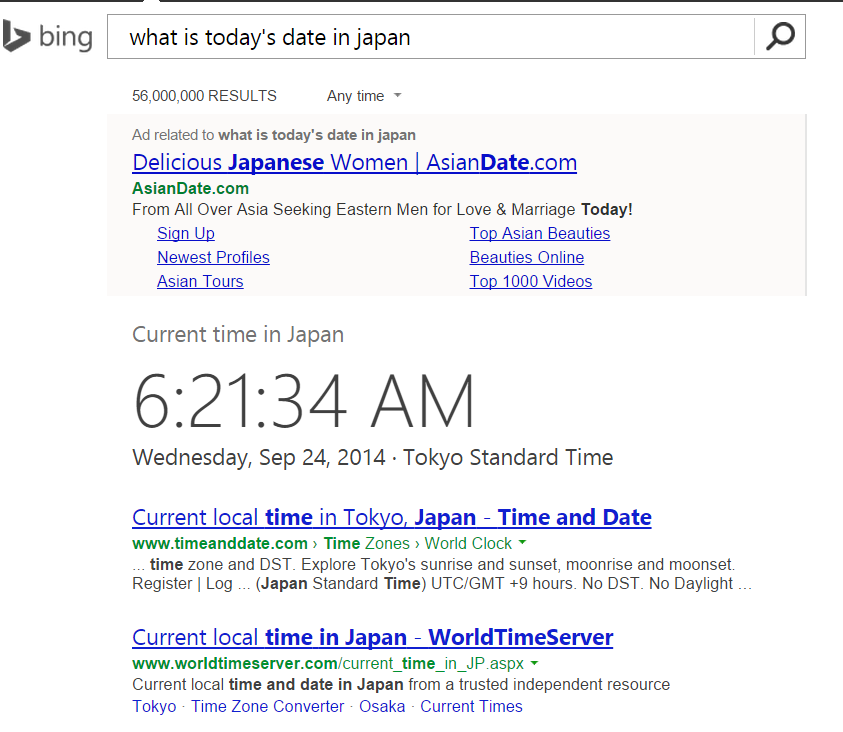 bing
what is today's date in japan
56,000,000 RESULTS Any time
Ad related to what is today's date in japan
Delicious Japanese Women | AsianDate.com
AsianDate.com
From All Over Asia Seeking Eastern Men for Love & Marriage Today!
Sign Up Top Asian Beauties
Newest Profiles Beauties Online
Asian Tours Top 1000 Videos
Current time in Japan
6:21:34 AM
Wednesday, Sep 24, 2014 · Tokyo Standard Time
Current local time in Tokyo, Japan - Time and Date
www.timeanddate.com › Time Zones › World Clock
... time zone and DST. Explore Tokyo's sunrise and sunset, moonrise and moonset.
Register | Log ... (Japan Standard Time) UTC/GMT +9 hours. No DST. No Daylight ...
Current local time in Japan - WorldTimeServer
www.worldtimeserver.com/current_time_in_JP.aspx
Current local time and date in Japan from a trusted independent resource
Tokyo · Time Zone Converter · Osaka · Current Times